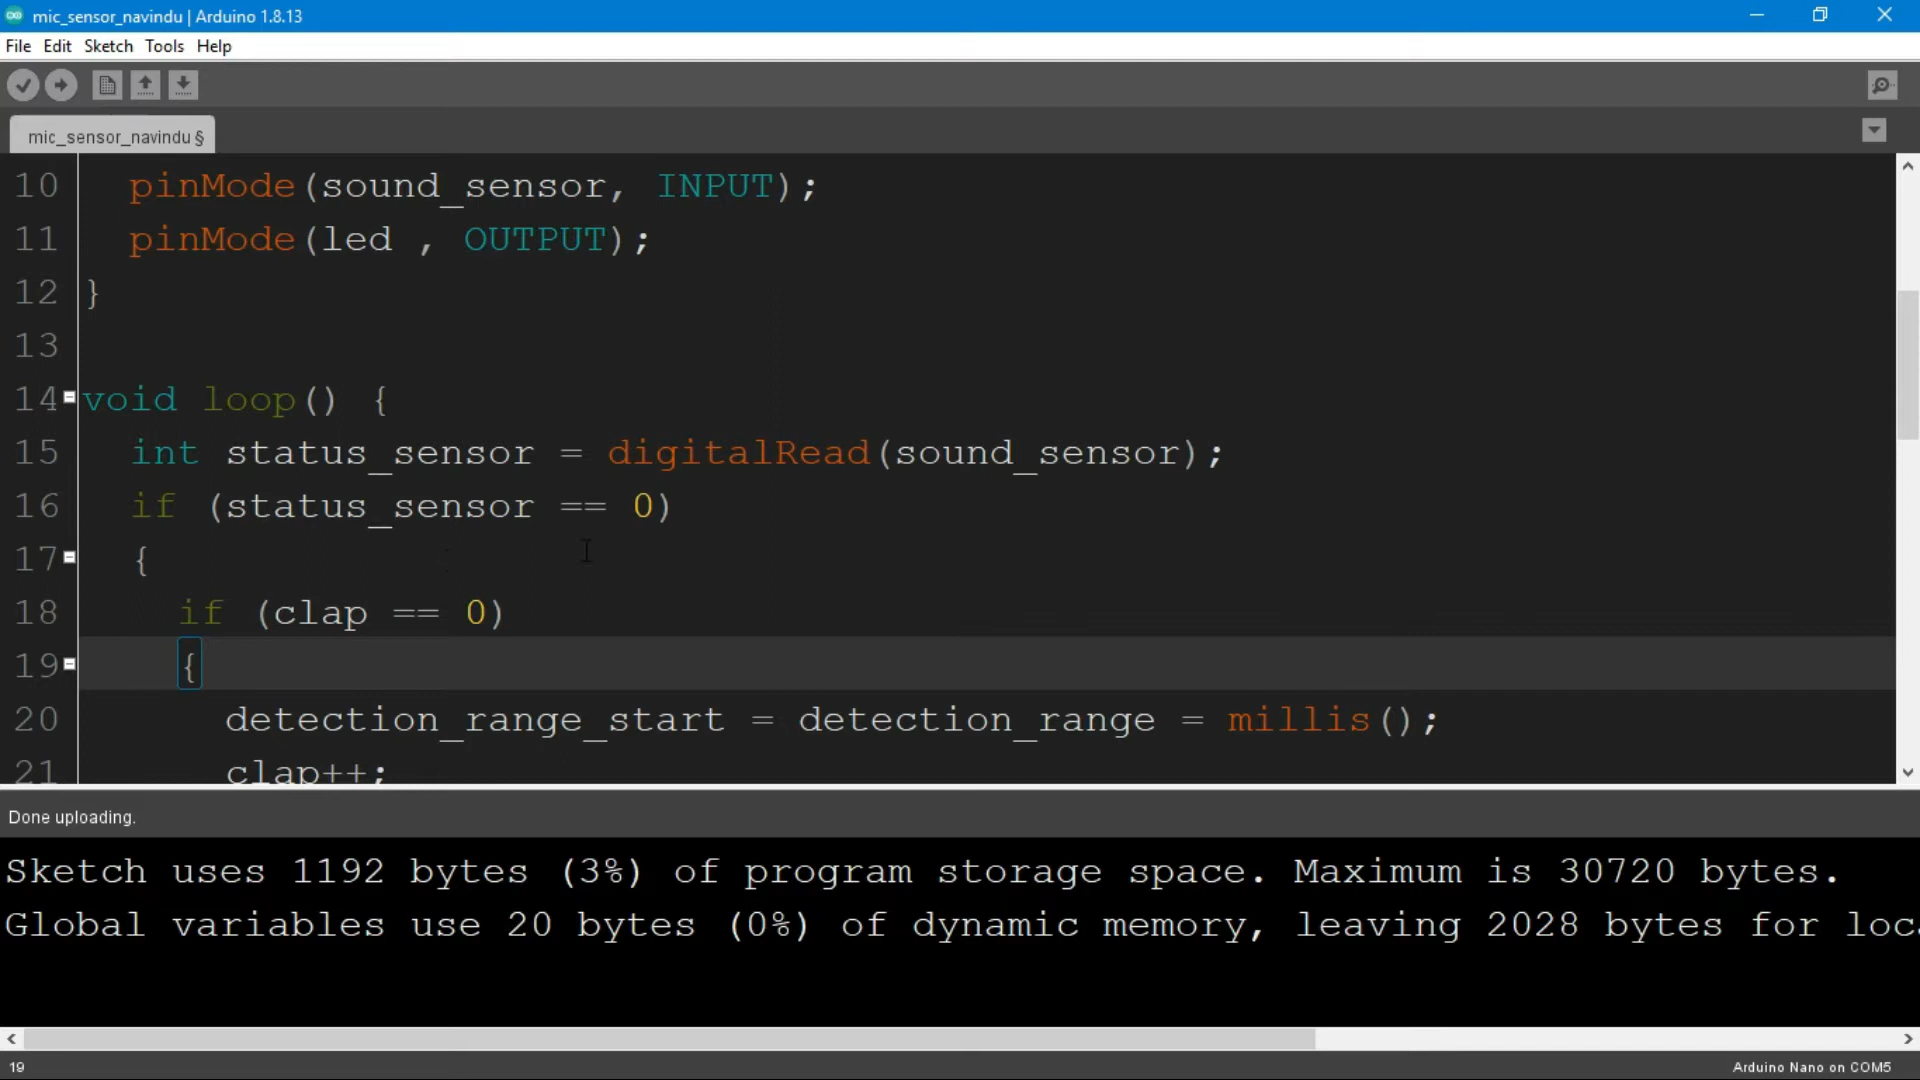 mic_sensor_navindu | Arduino 1.8.13
File Edit Sketch Tools Help
mic_sensor_navindu §
10 pinMode(sound_sensor, INPUT);
11 pinMode(led , OUTPUT);
12 }
13
14 void loop() {
15 int status_sensor = digitalRead(sound_sensor);
16 if (status_sensor == 0)
17 {
18 if (clap == 0)
19 {
20 detection_range_start = detection_range = millis();
21 clap++;
Done uploading.
Sketch uses 1192 bytes (3%) of program storage space. Maximum is 30720 bytes.
Global variables use 20 bytes (0%) of dynamic memory, leaving 2028 bytes for loc
19 Arduino Nano on COM5